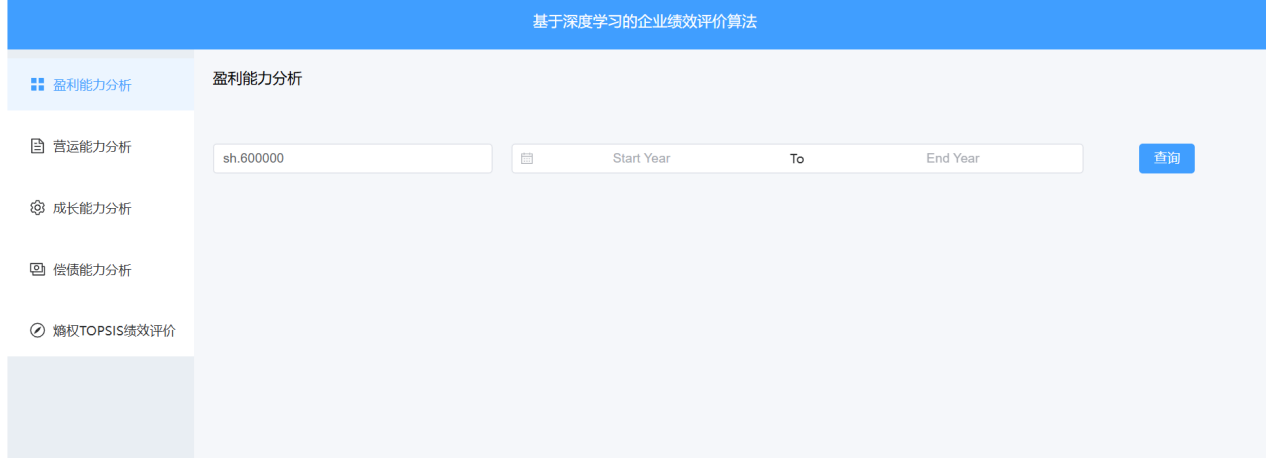 基于深度学习的企业绩效评价算法
盈利能力分析
营运能力分析
成长能力分析
偿债能力分析
熵权TOPSIS绩效评价
盈利能力分析
sh.600000 Start Year To End Year 查询